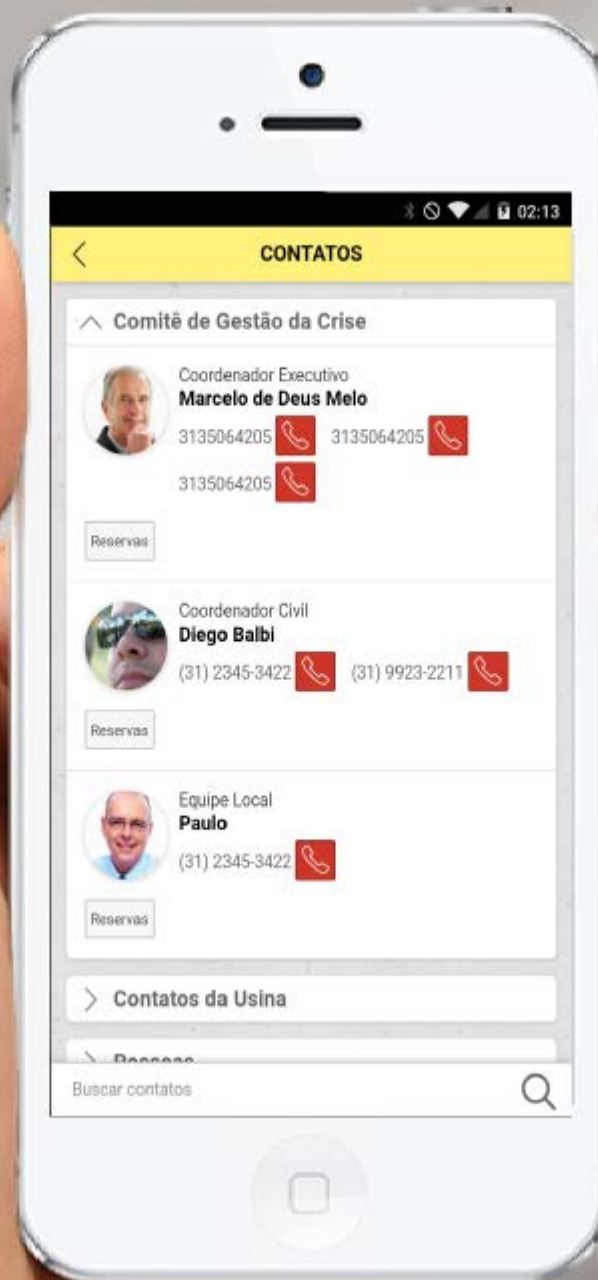 02:13
CONTATOS
Comitê de Gestão da Crise
Coordenador Executivo
Marcelo de Deus Melo
3135064205 3135064205
3135064205
Reservas
Coordenador Civil
Diego Balbi
(31) 2345-3422 (31) 9923-2211
Reservas
Equipe Local
Paulo
(31) 2345-3422
Reservas
Contatos da Usina
Pessoas
Buscar contatos